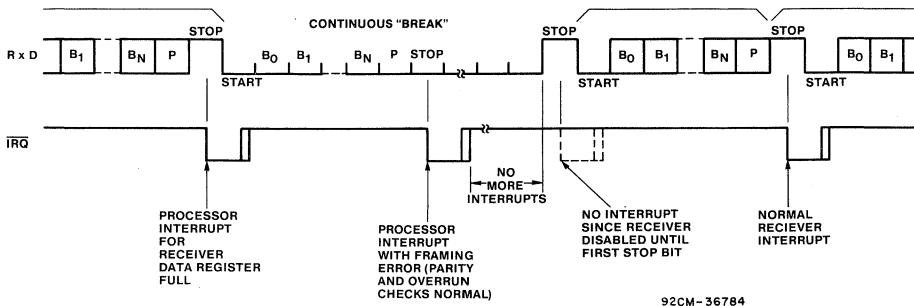 CONTINUOUS "BREAK"
STOP STOP STOP
R x D B1 BN P B0 B1 BN P STOP B0 B1 BN P B0 B1
START START START
IRQ
NO
MORE
INTERRUPTS
PROCESSOR
INTERRUPT
FOR
RECEIVER
DATA REGISTER
FULL
PROCESSOR
INTERRUPT
WITH FRAMING
ERROR (PARITY
AND OVERRUN
CHECKS NORMAL)
NO INTERRUPT
SINCE RECEIVER
DISABLED UNTIL
FIRST STOP BIT
NORMAL
RECIEVER
INTERRUPT
92CM-36784